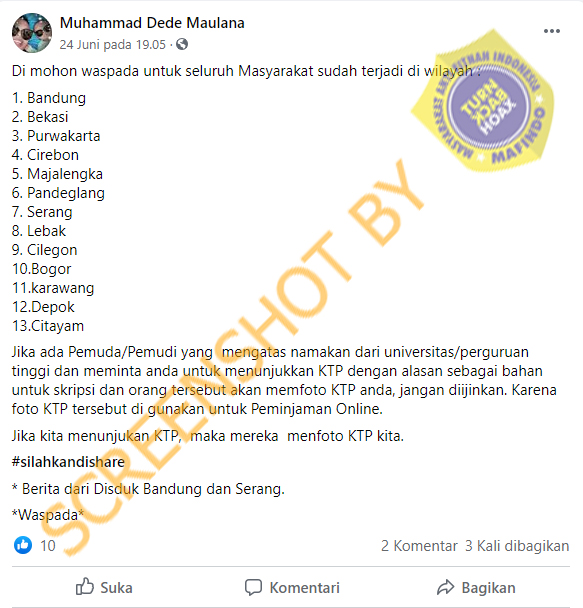 Muhammad Dede Maulana
24 Juni pada 19.05 ·
Di mohon waspada untuk seluruh Masyarakat sudah terjadi di wilayah :
1. Bandung
2. Bekasi
3. Purwakarta
4. Cirebon
5. Majalengka
6. Pandeglang
7. Serang
8. Lebak
9. Cilegon
10.Bogor
11.karawang
12.Depok
13.Citayam
Jika ada Pemuda/Pemudi yang mengatas namakan dari universitas/perguruan
tinggi dan meminta anda untuk menunjukkan KTP dengan alasan sebagai bahan
untuk skripsi dan orang tersebut akan memfoto KTP anda, jangan diijinkan. Karena
foto KTP tersebut di gunakan untuk Peminjaman Online.
Jika kita menunjukan KTP, maka mereka menfoto KTP kita.
#silahkandishare
* Berita dari Disduk Bandung dan Serang.
*Waspada*
10
2 Komentar 3 Kali dibagikan
Suka Komentari Bagikan
SCREENSHOT BY
MASYARAKAT ANTI FITNAH INDONESIA
TURN
HOAX
MAFINDO